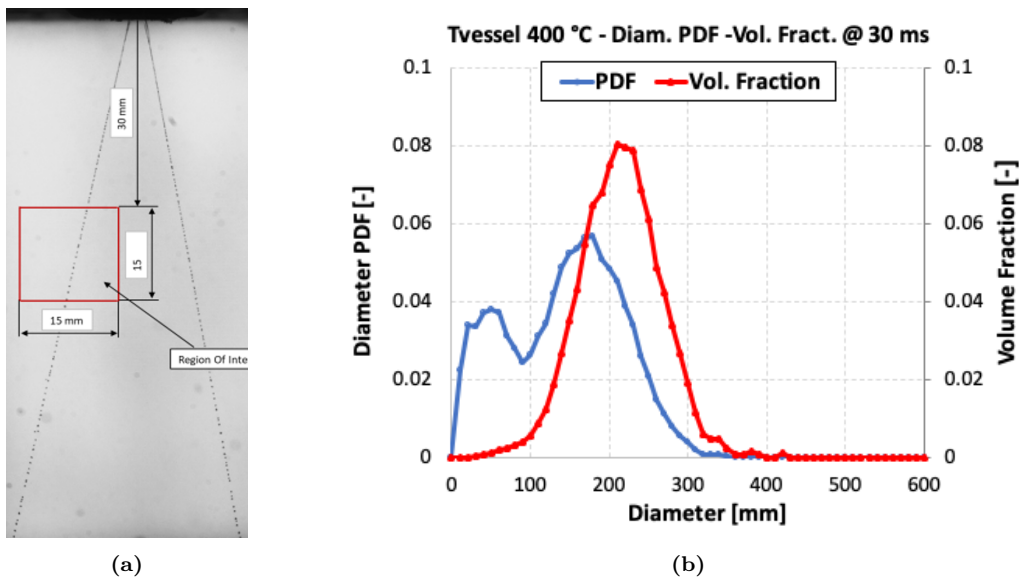 30 mm
15
15 mm
Region Of Inte
(a)
Tvessel 400 °C - Diam. PDF -Vol. Fract. @ 30 ms
PDF Vol. Fraction
0.1
0.08
0.06
0.04
0.02
0
Diameter PDF [-]
0.1
0.08
0.06
0.04
0.02
0
Volume Fraction [-]
0 100 200 300 400 500 600
Diameter [mm]
(b)